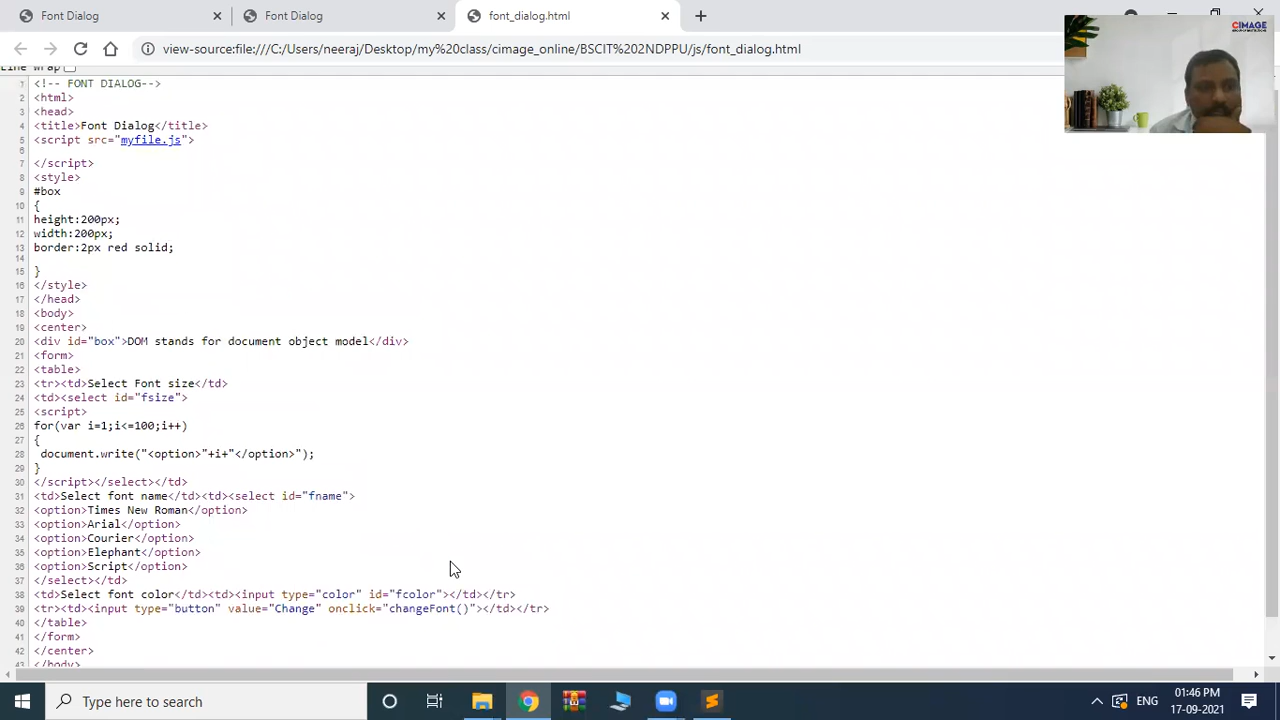 Font Dialog
Font Dialog
font_dialog.html
view-source:file:///C:/Users/neeraj/Desktop/my%20class/cimage_online/BSCIT%202NDPPU/js/font_dialog.html
CIMAGE
Line wrap
1 <!-- FONT DIALOG-->
2 <html>
3 <head>
4 <title>Font Dialog</title>
5 <script src="myfile.js">
6
7 </script>
8 <style>
9 #box
10 {
11 height:200px;
12 width:200px;
13 border:2px red solid;
14
15 }
16 </style>
17 </head>
18 <body>
19 <center>
20 <div id="box">DOM stands for document object model</div>
21 <form>
22 <table>
23 <tr><td>Select Font size</td>
24 <td><select id="fsize">
25 <script>
26 for(var i=1;i<=100;i++)
27 {
28 document.write("<option>"+i+"</option>");
29 }
30 </script></select></td>
31 <td>Select font name</td><td><select id="fname">
32 <option>Times New Roman</option>
33 <option>Arial</option>
34 <option>Courier</option>
35 <option>Elephant</option>
36 <option>Script</option>
37 </select></td>
38 <td>Select font color</td><td><input type="color" id="fcolor"></td></tr>
39 <tr><td><input type="button" value="Change" onclick="changeFont()"></td></tr>
40 </table>
41 </form>
42 </center>
43 </body>
Type here to search
ENG
01:46 PM
17-09-2021